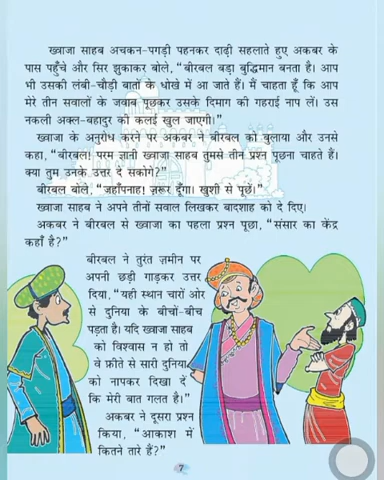 ख्वाजा साहब अचकन-पगड़ी पहनकर दाढ़ी सहलाते हुए अकबर के
पास पहुँचे और सिर झुकाकर बोले, “बीरबल बड़ा बुद्धिमान बनता है। आप
भी उसकी लंबी-चौड़ी बातों के धोखे में आ जाते हैं। मैं चाहता हूँ कि आप
मेरे तीन सवालों के जवाब पूछकर उसके दिमाग की गहराई नाप लें। उस
नकली अक्ल-बहादुर की कलई खुल जाएगी।”
ख्वाजा के अनुरोध करने पर अकबर ने बीरबल को बुलाया और उनसे
कहा, “बीरबल! परम ज्ञानी ख्वाजा साहब तुमसे तीन प्रश्न पूछना चाहते हैं।
क्या तुम उनके उत्तर दे सकोगे?”
बीरबल बोले, “जहाँपनाह! ज़रूर दूँगा। खुशी से पूछें।”
ख्वाजा साहब ने अपने तीनों सवाल लिखकर बादशाह को दे दिए।
अकबर ने बीरबल से ख्वाजा का पहला प्रश्न पूछा, “संसार का केंद्र
कहाँ है?”
बीरबल ने तुरंत ज़मीन पर
अपनी छड़ी गाड़कर उत्तर
दिया, “यही स्थान चारों ओर
से दुनिया के बीचों-बीच
पड़ता है। यदि ख्वाजा साहब
को विश्वास न हो तो
वे फ़ीते से सारी दुनिया
को नापकर दिखा दें
कि मेरी बात गलत है।”
अकबर ने दूसरा प्रश्न
किया, “आकाश में
कितने तारे हैं?”
7